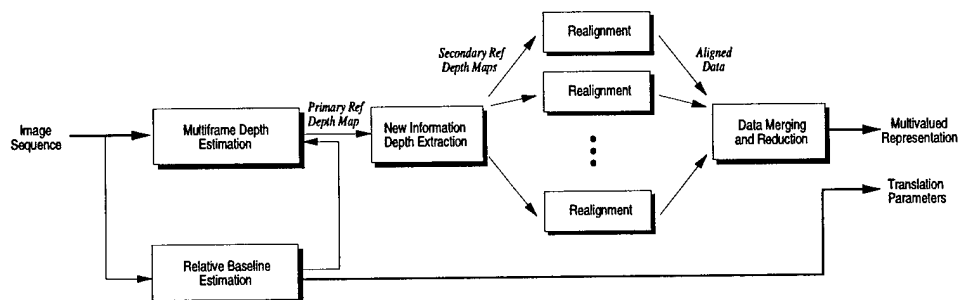 Image
Sequence
Multiframe Depth
Estimation
Relative Baseline
Estimation
Primary Ref
Depth Map
New Information
Depth Extraction
Secondary Ref
Depth Maps
Realignment
Realignment
Realignment
Aligned
Data
Data Merging
and Reduction
Multivalued
Representation
Translation
Parameters